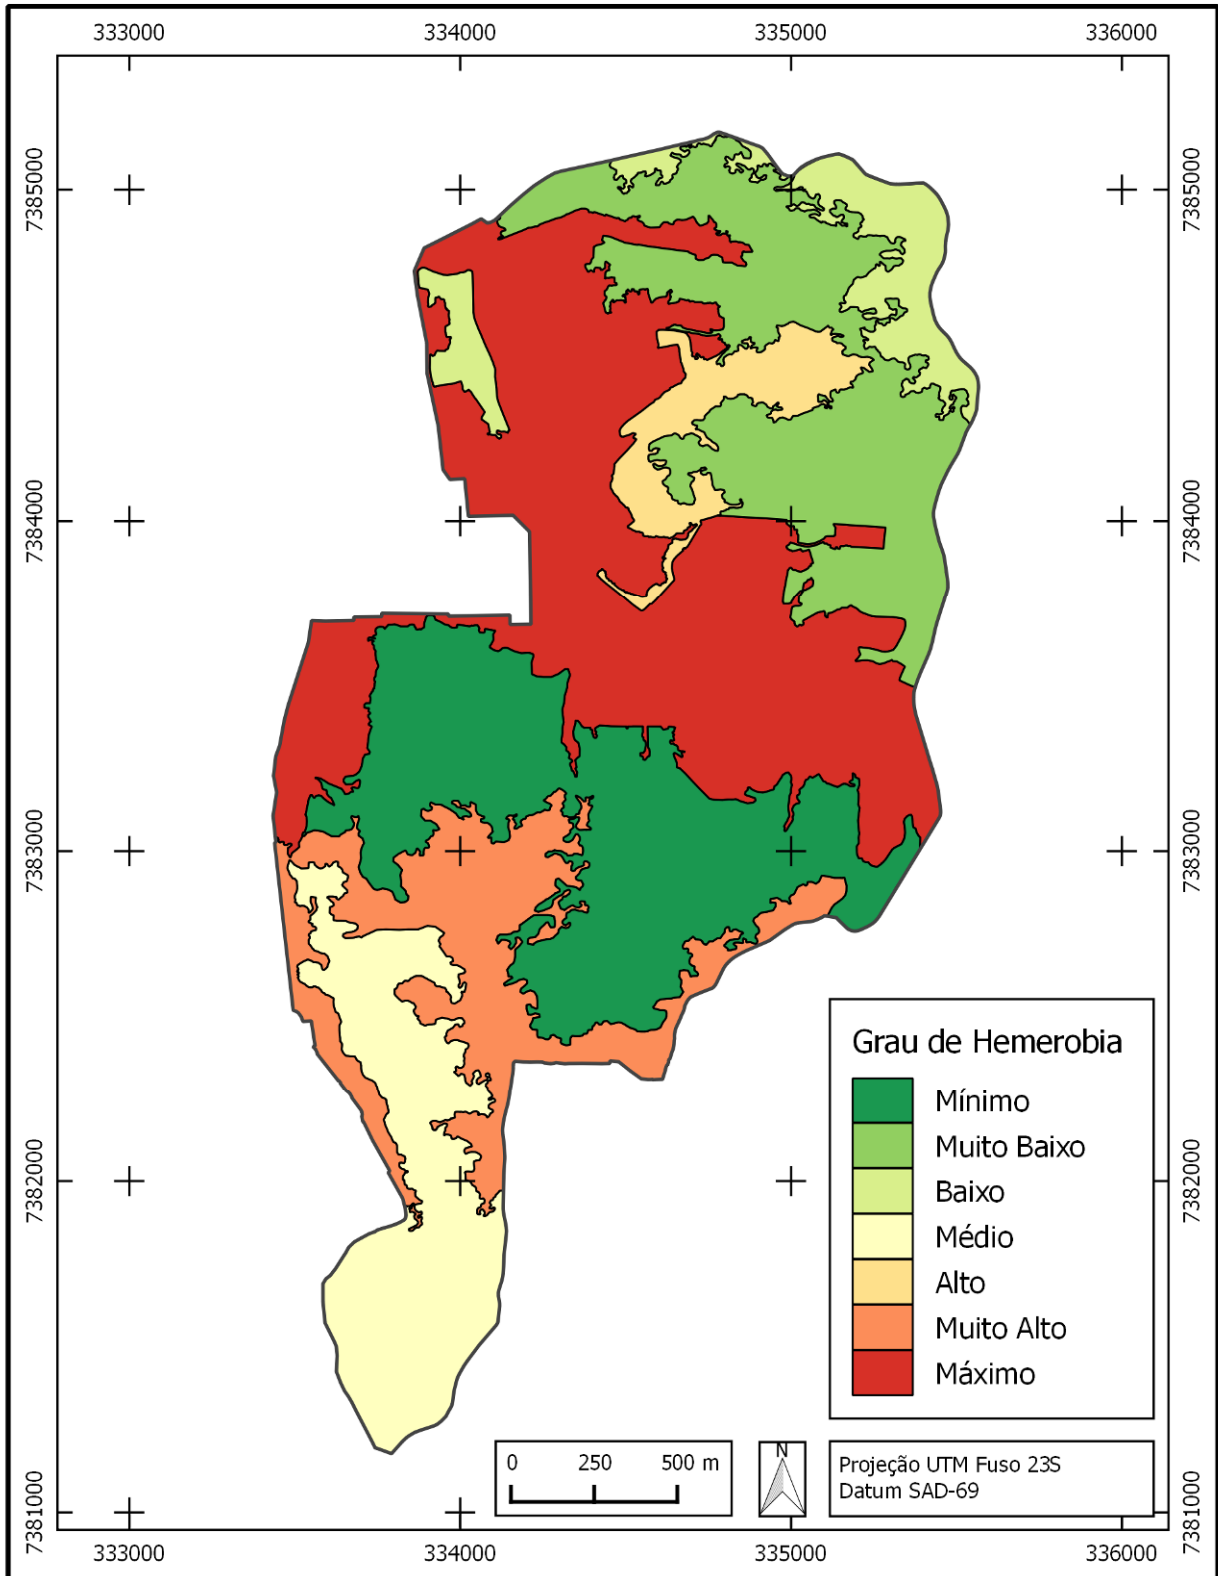 333000 334000 335000 336000
7385000 7385000
7384000 7384000
7383000 7383000
7382000 7382000
7381000 7381000
Grau de Hemerobia
Mínimo
Muito Baixo
Baixo
Médio
Alto
Muito Alto
Máximo
0 250 500 m
N
Projeção UTM Fuso 23S
Datum SAD-69
333000 334000 335000 336000